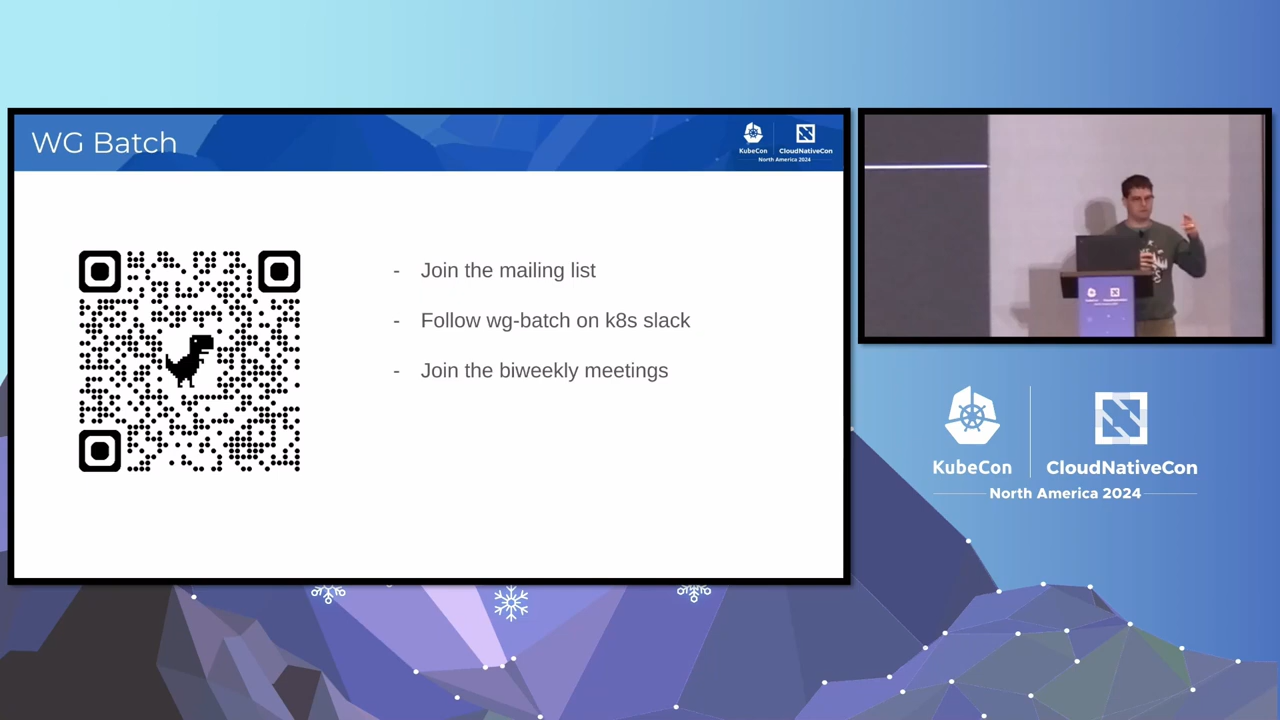 WG Batch
KubeCon
CloudNativeCon
North America 2024
- Join the mailing list
- Follow wg-batch on k8s slack
- Join the biweekly meetings
KubeCon
CloudNativeCon
North America 2024